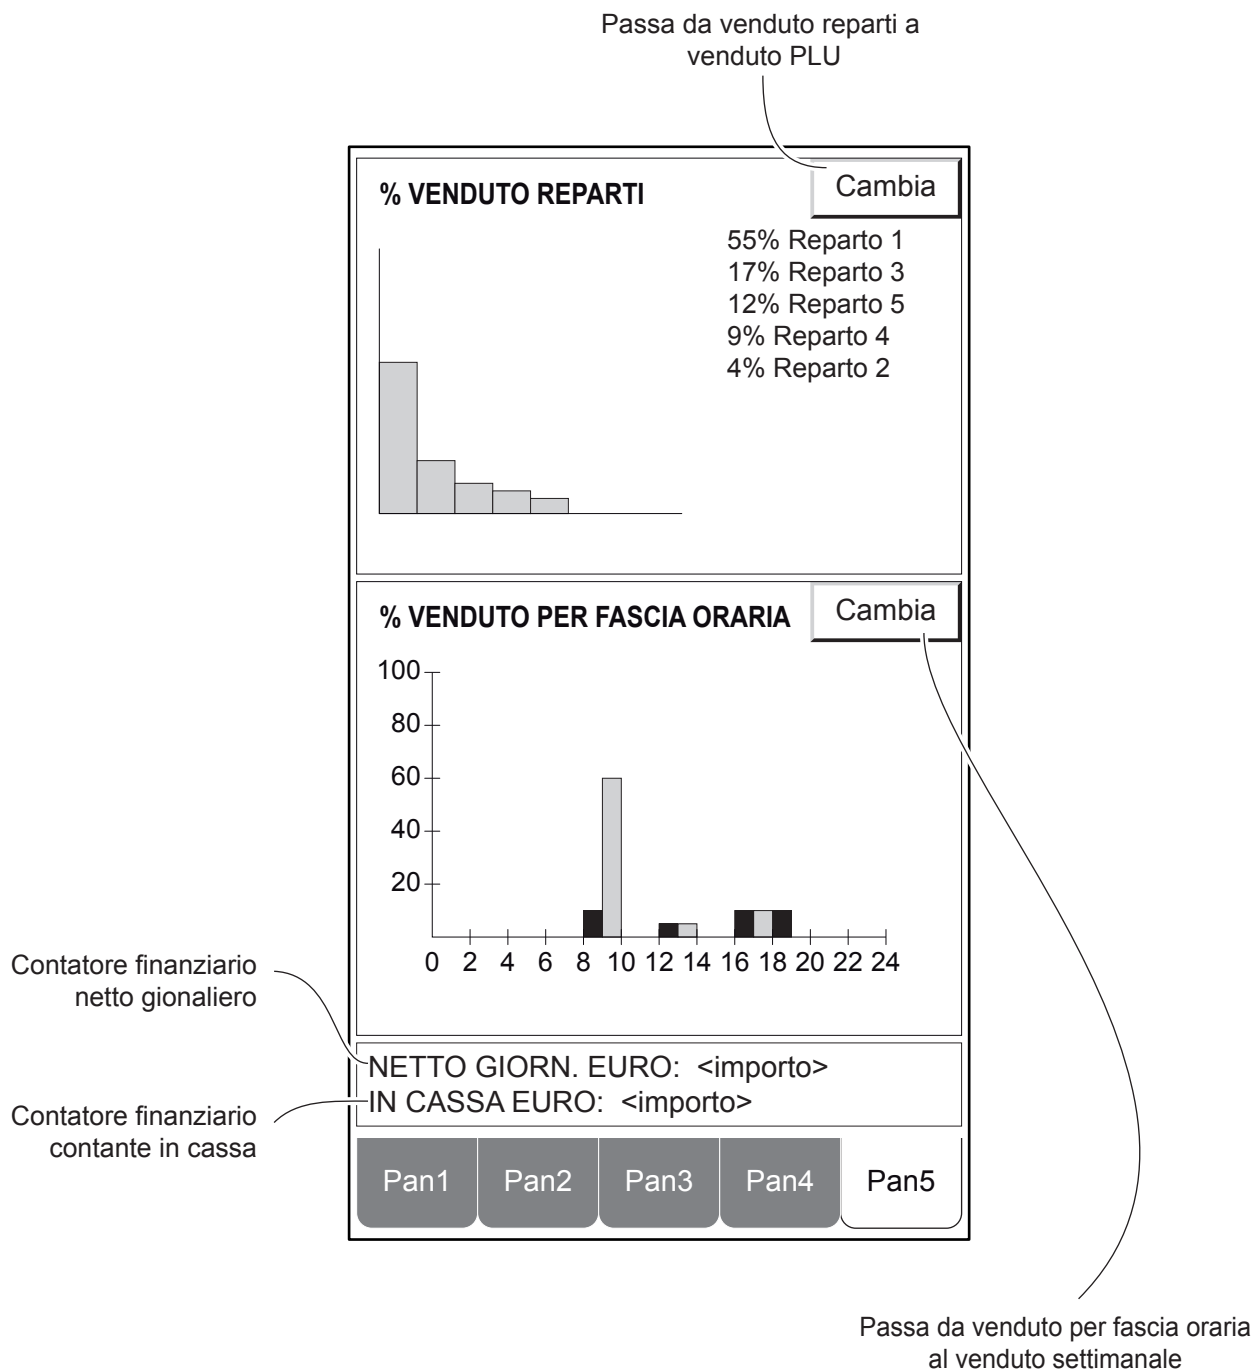 Passa da venduto reparti a
venduto PLU
% VENDUTO REPARTI
Cambia
55% Reparto 1
17% Reparto 3
12% Reparto 5
9% Reparto 4
4% Reparto 2
% VENDUTO PER FASCIA ORARIA
Cambia
100
80
60
40
20
0 2 4 6 8 10 12 14 16 18 20 22 24
Contatore finanziario
netto gionaliero
NETTO GIORN. EURO: <importo>
IN CASSA EURO: <importo>
Contatore finanziario
contante in cassa
Pan1 Pan2 Pan3 Pan4 Pan5
Passa da venduto per fascia oraria
al venduto settimanale